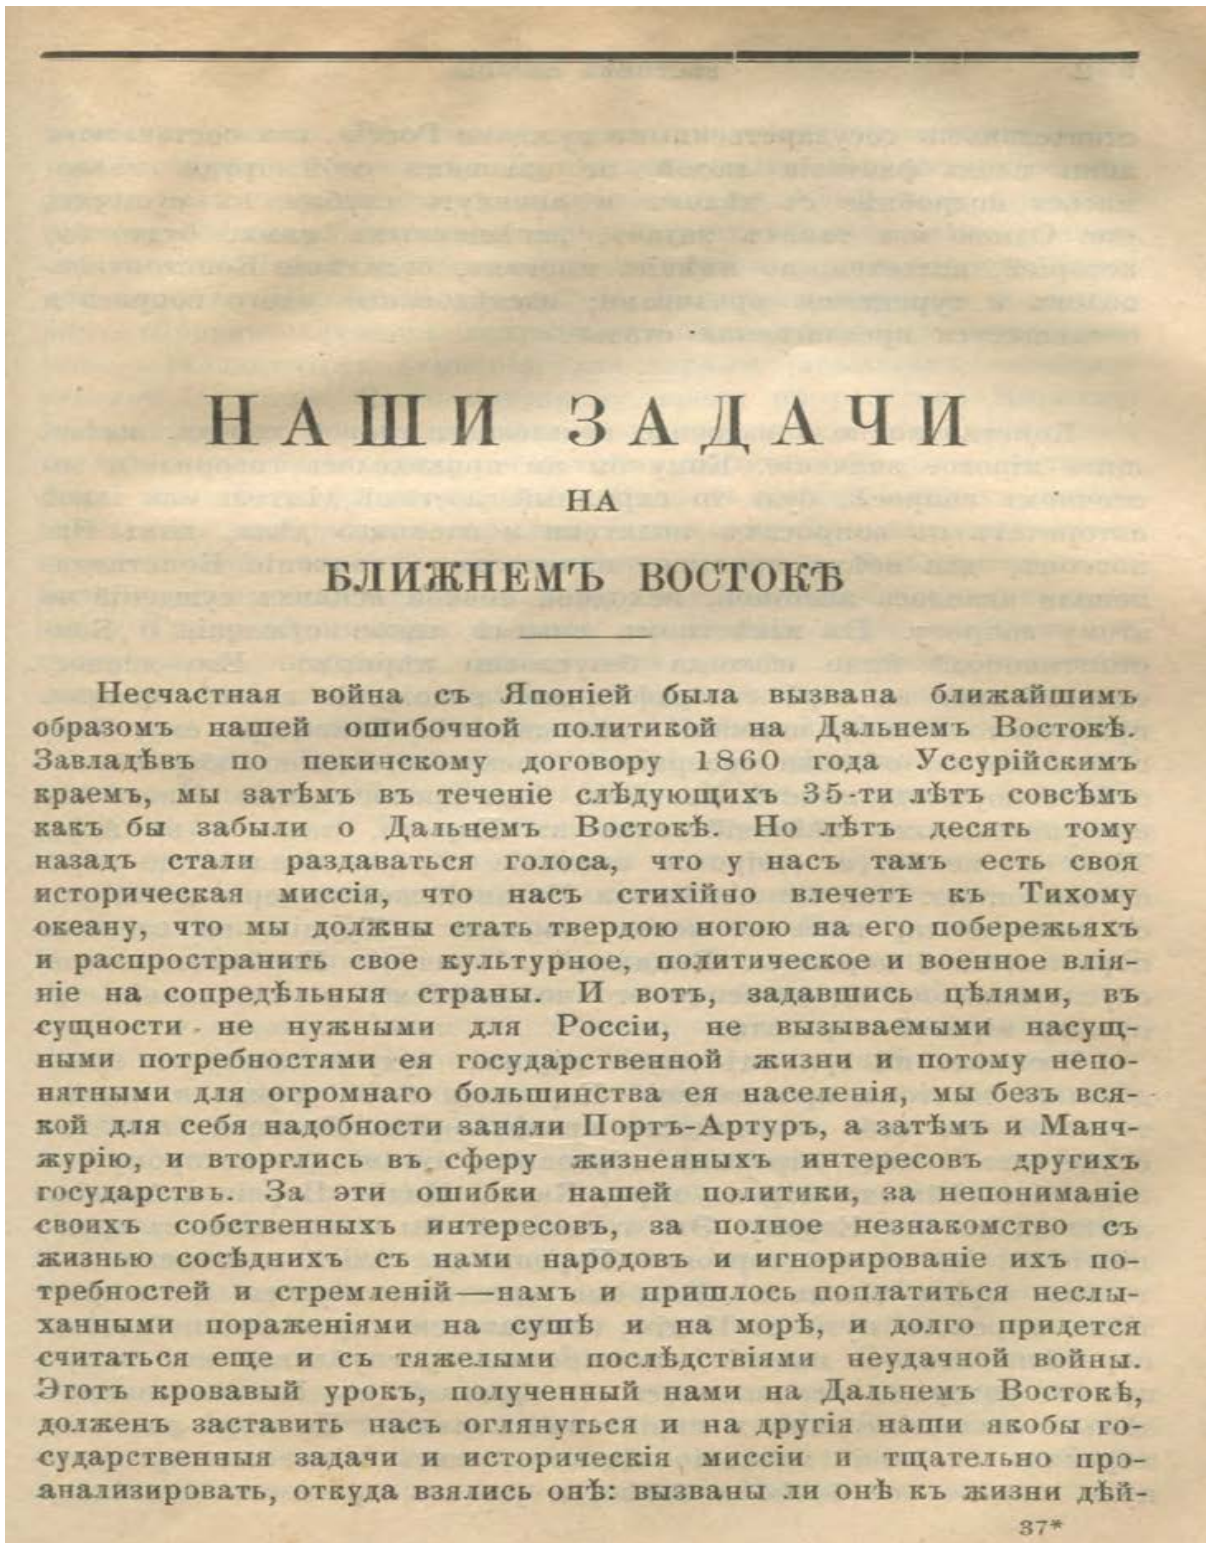 НАШИ ЗАДАЧИ
НА
БЛИЖНЕМЪ ВОСТОКѢ
Несчастная война съ Японіей была вызвана ближайшимъ
образомъ нашей ошибочной политикой на Дальнемъ Востокѣ.
Завладѣвъ по пекинскому договору 1860 года Уссурійскимъ
краемъ, мы затѣмъ въ теченіе слѣдующихъ 35-ти лѣтъ совсѣмъ
какъ бы забыли о Дальнемъ Востокѣ. Но лѣтъ десять тому
назадъ стали раздаваться голоса, что у насъ тамъ есть своя
историческая миссія, что насъ стихійно влечетъ къ Тихому
океану, что мы должны стать твердою ногою на его побережьяхъ
и распространить свое культурное, политическое и военное влія-
ніе на сопредѣльныя страны. И вотъ, задавшись цѣлями, въ
сущности не нужными для Россіи, не вызываемыми насущ-
ными потребностями ея государственной жизни и потому непо-
нятными для огромнаго большинства ея населенія, мы безъ вся-
кой для себя надобности заняли Портъ-Артуръ, а затѣмъ и Манч-
журію, и вторглись въ сферу жизненныхъ интересовъ другихъ
государствъ. За эти ошибки нашей политики, за непониманіе
своихъ собственныхъ интересовъ, за полное незнакомство съ
жизнью сосѣднихъ съ нами народовъ и игнорированіе ихъ по-
требностей и стремленій—намъ и пришлось поплатиться неслы-
ханными пораженіями на сушѣ и на морѣ, и долго придется
считаться еще и съ тяжелыми послѣдствіями неудачной войны.
Этотъ кровавый урокъ, полученный нами на Дальнемъ Востокѣ,
долженъ заставить насъ оглянуться и на другія наши якобы го-
сударственныя задачи и историческія миссіи и тщательно про-
анализировать, откуда взялись онѣ: вызваны ли онѣ къ жизни дѣй-
37*